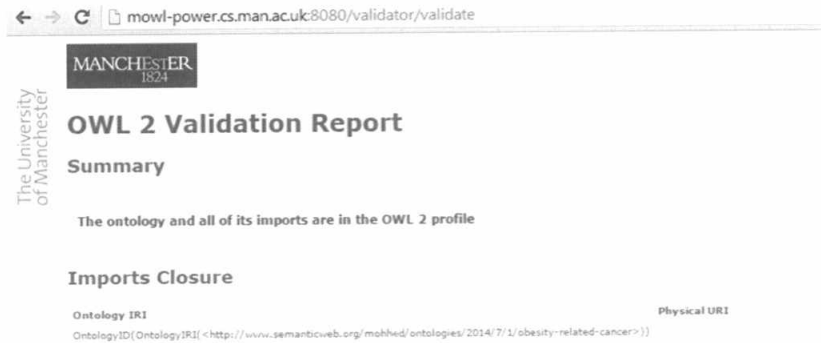 mowl-power.cs.man.ac.uk:8080/validator/validate
MANCHESTER
1824
The University
of Manchester
OWL 2 Validation Report
Summary
The ontology and all of its imports are in the OWL 2 profile
Imports Closure
Ontology IRI Physical URI
OntologyID(OntologyIRI(<http://www.semanticweb.org/mohhed/ontologies/2014/7/1/obesity-related-cancer>))